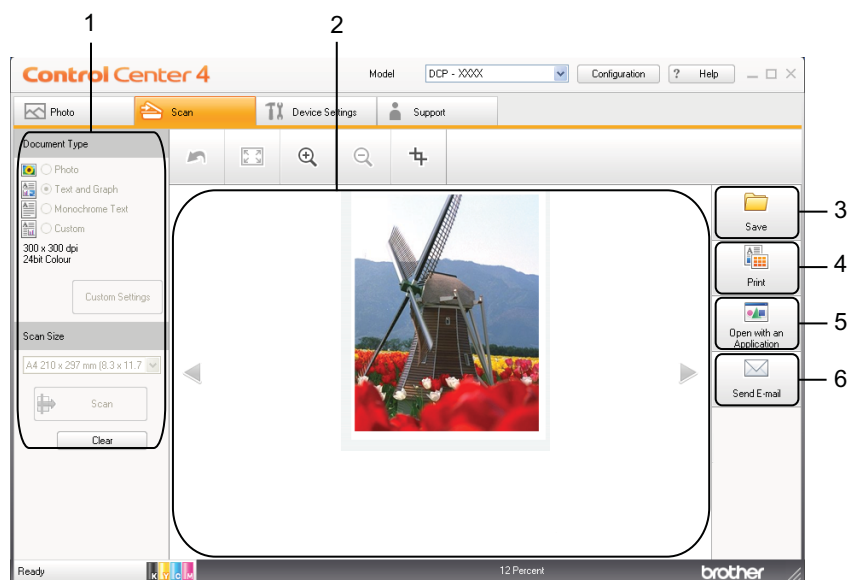 1
2
Control Center 4
Model
DCP - XXXX
Configuration
? Help
Photo
Scan
Device Settings
Support
Document Type
Photo
Text and Graph
Monochrome Text
Custom
300 x 300 dpi
24bit Colour
Custom Settings
Scan Size
A4 210 x 297 mm (8.3 x 11.7
Scan
Clear
Save
3
Print
4
Open with an
Application
5
Send E-mail
6
Ready
K Y C M
12 Percent
brother